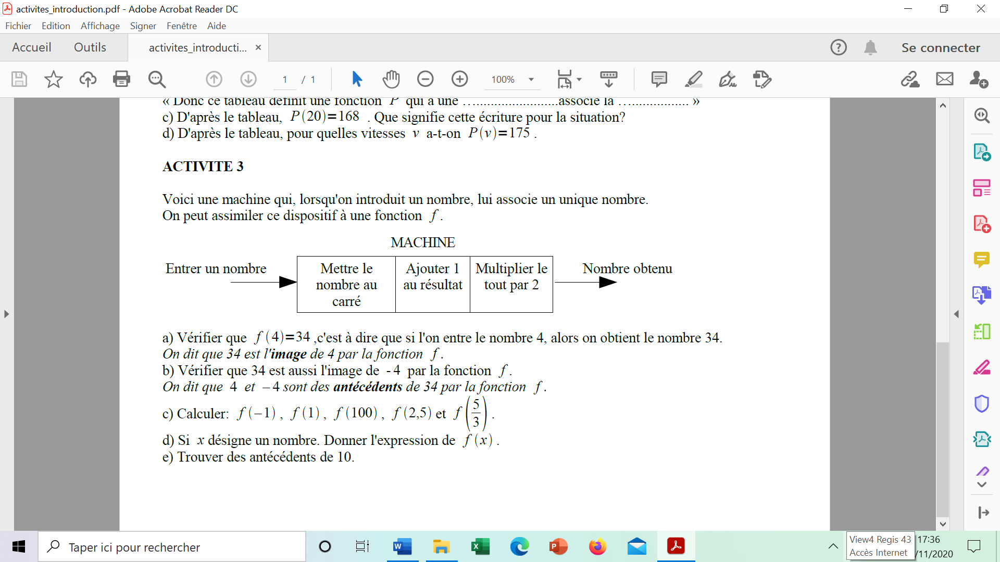 activites_introduction.pdf - Adobe Acrobat Reader DC
Fichier Edition Affichage Signer Fenêtre Aide
Accueil Outils activites_introducti... × Se connecter
1 / 1 100%
« Donc ce tableau définit une fonction P qui à une ….......................associe la …................ »
c) D'après le tableau, P(20)=168 . Que signifie cette écriture pour la situation?
d) D'après le tableau, pour quelles vitesses v a-t-on P(v)=175 .
ACTIVITE 3
Voici une machine qui, lorsqu'on introduit un nombre, lui associe un unique nombre.
On peut assimiler ce dispositif à une fonction f .
MACHINE
Entrer un nombre
Mettre le
nombre au
carré
Ajouter 1
au résultat
Multiplier le
tout par 2
Nombre obtenu
a) Vérifier que f (4)=34 ,c'est à dire que si l'on entre le nombre 4, alors on obtient le nombre 34.
On dit que 34 est l'image de 4 par la fonction f .
b) Vérifier que 34 est aussi l'image de -4 par la fonction f .
On dit que 4 et –4 sont des antécédents de 34 par la fonction f .
c) Calculer: f (–1) , f (1) , f (100) , f (2,5) et f (5/3) .
d) Si x désigne un nombre. Donner l'expression de f (x) .
e) Trouver des antécédents de 10.
Taper ici pour rechercher
View4 Regis 43
Accès Internet
17:36
/11/2020